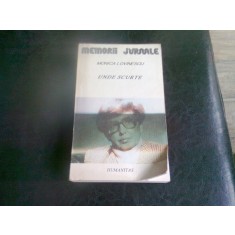 MEMORII JURNALE
MONICA LOVINESCU
UNDE SCURTE
HUMANITAS